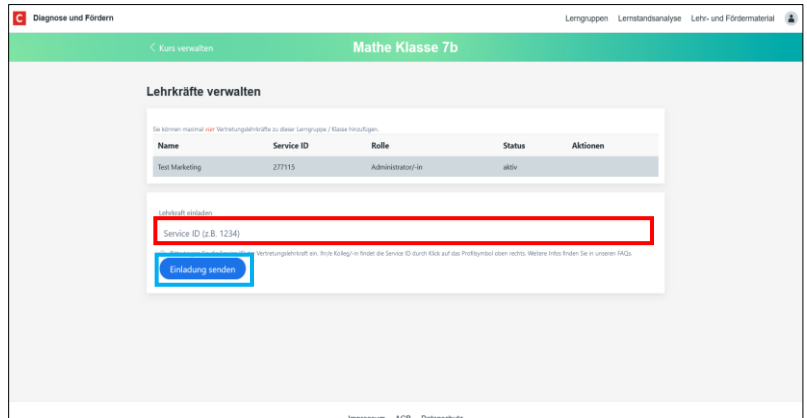 C Diagnose und Fördern
Lerngruppen Lernstandsanalyse Lehr- und Fördermaterial
< Kurs verwalten
Mathe Klasse 7b
Lehrkräfte verwalten
Sie können maximal vier Vertretungslehrkräfte zu dieser Lerngruppe / Klasse hinzufügen.
Name Service ID Rolle Status Aktionen
Test Marketing 277115 Administrator/-in aktiv
Lehrkraft einladen
Service ID (z.B. 1234)
Vertretungslehrkraft ein. Ihr/e Kolleg/-in findet die Service ID durch Klick auf das Profilsymbol oben rechts. Weitere Infos finden Sie in unseren FAQs.
Einladung senden
Impressum AGB Datenschutz